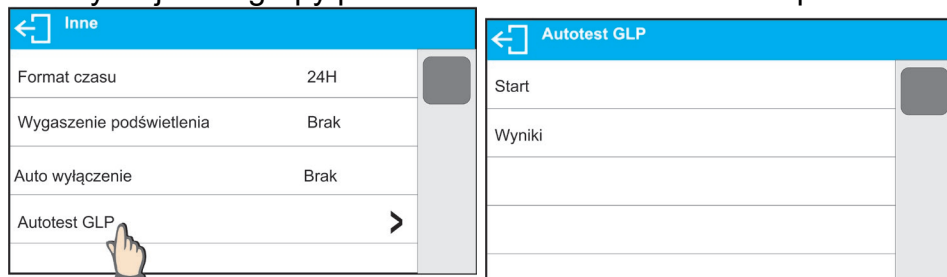 Inne
Format czasu 24H
Wygaszenie podświetlenia Brak
Auto wyłączenie Brak
Autotest GLP >
Autotest GLP
Start
Wyniki